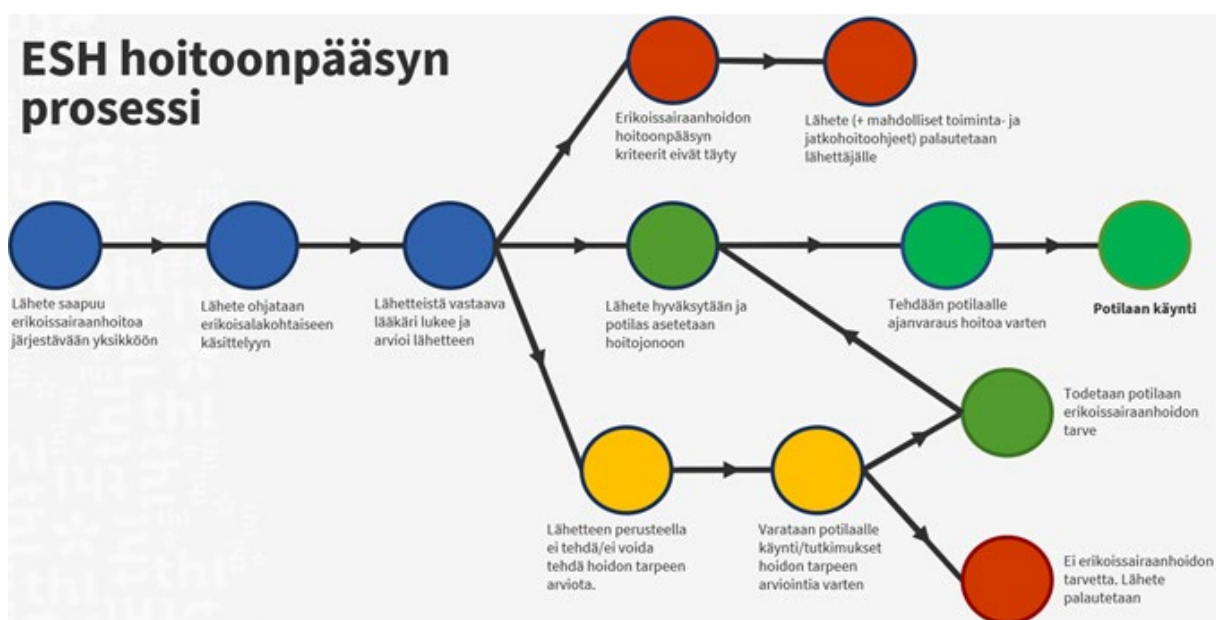 ESH hoitoonpääsyn
prosessi
Erikoissairaanhoidon
hoitoonpääsyn
kriteerit eivät täyty
Lähete (+ mahdolliset toiminta- ja
jatkohoitoohjeet) palautetaan
lähettäjälle
Lähete saapuu
erikoissairaanhoitoa
järjestävään yksikköön
Lähete ohjataan
erikoisalakohtaiseen
käsittelyyn
Lähetteistä vastaava
lääkäri lukee ja
arvioi lähetteen
Lähete hyväksytään ja
potilas asetetaan
hoitojonoon
Tehdään potilaalle
ajanvaraus hoitoa varten
Potilaan käynti
Todetaan potilaan
erikoissairaanhoidon
tarve
Lähetteen perusteella
ei tehdä/ei voida
tehdä hoidon tarpeen
arviota.
Varataan potilaalle
käynti/tutkimukset
hoidon tarpeen
arviointia varten
Ei erikoissairaanhoidon
tarvetta. Lähete
palautetaan